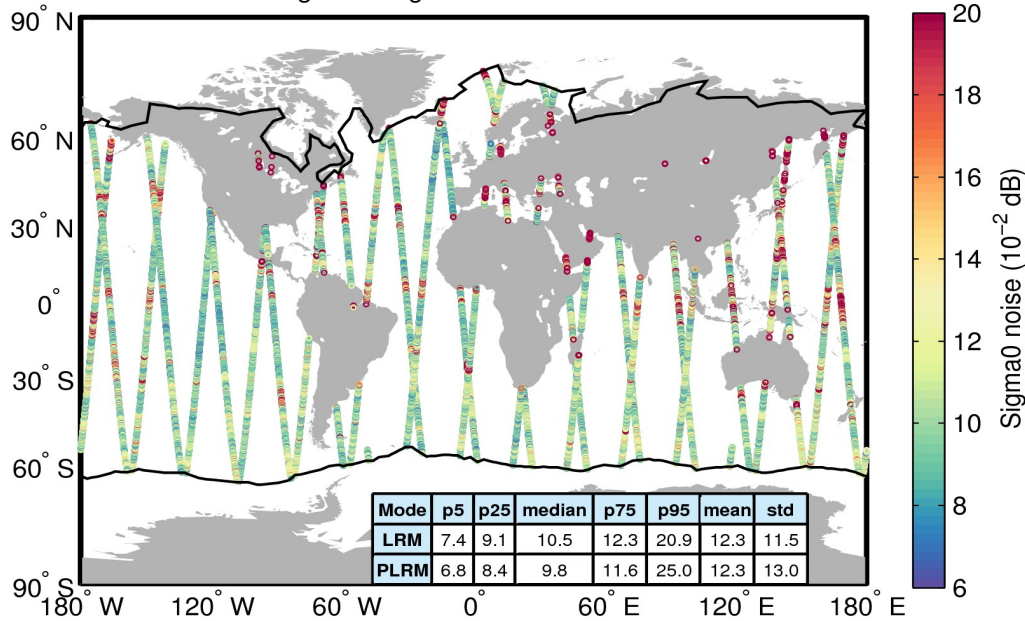 90° N
60° N
30° N
0°
30° S
60° S
90° S
180° W
120° W
60° W
0°
60° E
120° E
180° E
Mode p5 p25 median p75 p95 mean std
LRM 7.4 9.1 10.5 12.3 20.9 12.3 11.5
PLRM 6.8 8.4 9.8 11.6 25.0 12.3 13.0
20
18
16
14
12
10
8
6
Sigma0 noise (10⁻² dB)